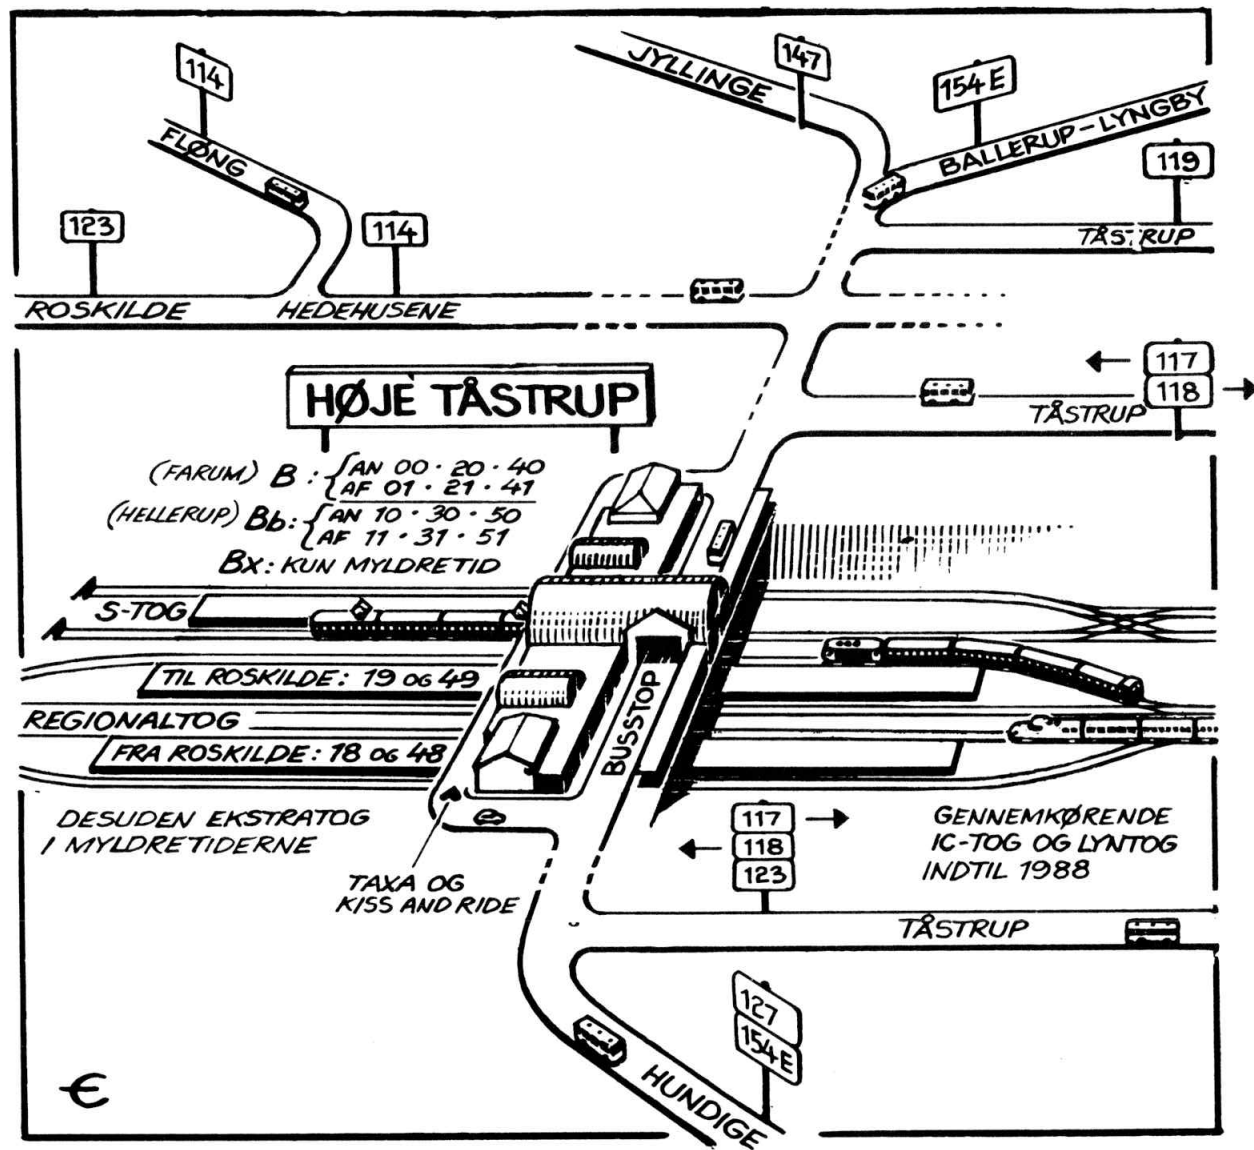 JYLLINGE
147
114
154 E
BALLERUP-LYNGBY
FLØNG
119
123
114
TÅSTRUP
ROSKILDE
HEDEHUSENE
117
118
TÅSTRUP
HØJE TÅSTRUP
(FARUM) B: { AN 00 · 20 · 40
AF 01 · 21 · 41
(HELLERUP) Bb: { AN 10 · 30 · 50
AF 11 · 31 · 51
Bx: KUN MYLDRETID
S-TOG
TIL ROSKILDE: 19 OG 49
REGIONALTOG
FRA ROSKILDE: 18 OG 48
BUSSTOP
DESUDEN EKSTRATOG
I MYLDRETIDERNE
TAXA OG
KISS AND RIDE
117
118
123
GENNEMKØRENDE
IC-TOG OG LYNTOG
INDTIL 1988
TÅSTRUP
127
154 E
HUNDIGE
€